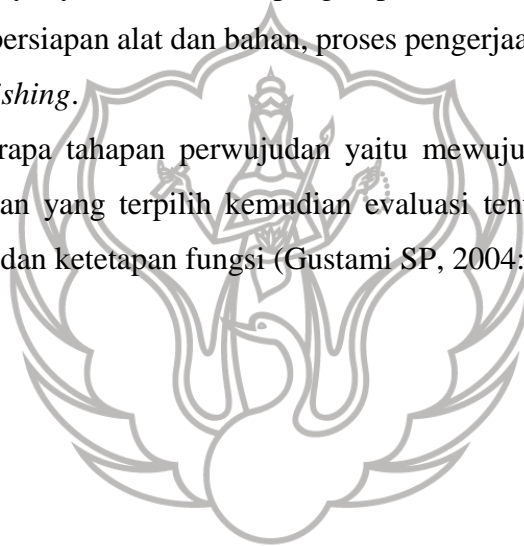 persiapan alat dan bahan, proses pengerjaa
ishing.
rapa tahapan perwujudan yaitu mewuju
an yang terpilih kemudian evaluasi ten
dan ketetapan fungsi (Gustami SP, 2004: